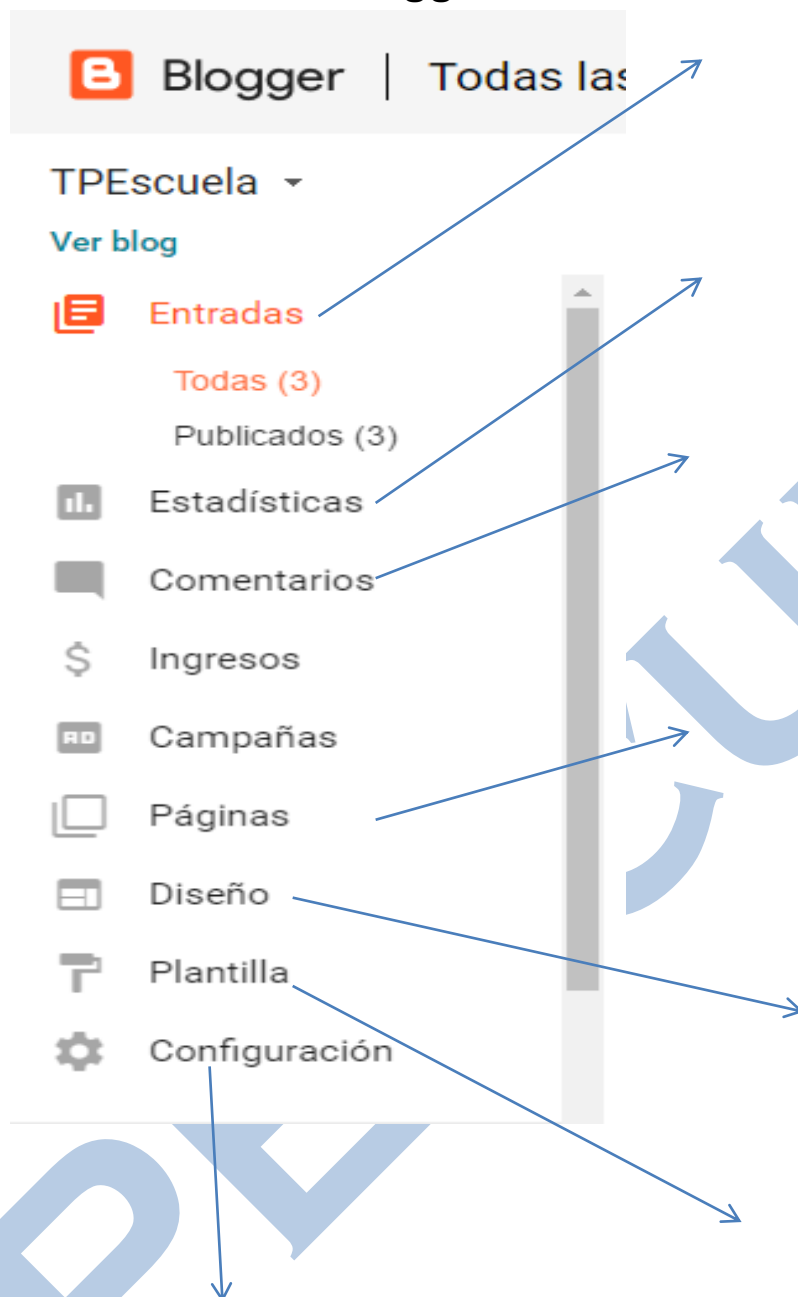 Blogger | Todas las
TPEscuela
Ver blog
Entradas
Todas (3)
Publicados (3)
Estadísticas
Comentarios
Ingresos
Campañas
Páginas
Diseño
Plantilla
Configuración